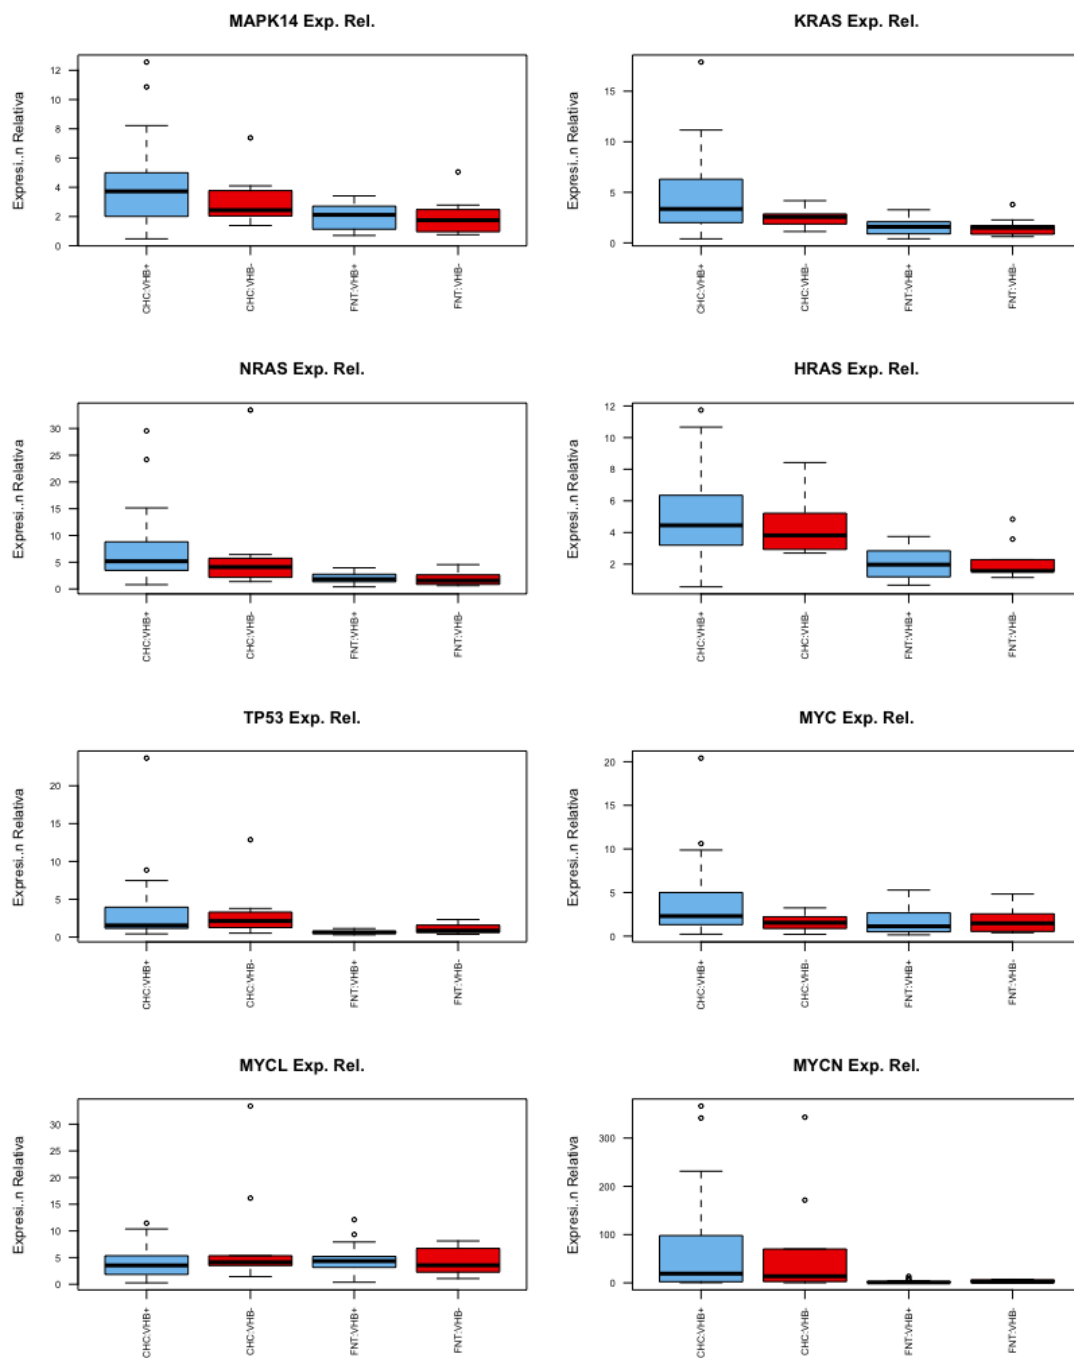 MAPK14 Exp. Rel.
Expresi..n Relativa
12
10
8
6
4
2
0
CHC:VHB+
CHC:VHB-
FNT:VHB+
FNT:VHB-
KRAS Exp. Rel.
Expresi..n Relativa
15
10
5
0
CHC:VHB+
CHC:VHB-
FNT:VHB+
FNT:VHB-
NRAS Exp. Rel.
Expresi..n Relativa
30
25
20
15
10
5
0
CHC:VHB+
CHC:VHB-
FNT:VHB+
FNT:VHB-
HRAS Exp. Rel.
Expresi..n Relativa
12
10
8
6
4
2
CHC:VHB+
CHC:VHB-
FNT:VHB+
FNT:VHB-
TP53 Exp. Rel.
Expresi..n Relativa
20
15
10
5
0
CHC:VHB+
CHC:VHB-
FNT:VHB+
FNT:VHB-
MYC Exp. Rel.
Expresi..n Relativa
20
15
10
5
0
CHC:VHB+
CHC:VHB-
FNT:VHB+
FNT:VHB-
MYCL Exp. Rel.
Expresi..n Relativa
30
25
20
15
10
5
0
CHC:VHB+
CHC:VHB-
FNT:VHB+
FNT:VHB-
MYCN Exp. Rel.
Expresi..n Relativa
300
200
100
0
CHC:VHB+
CHC:VHB-
FNT:VHB+
FNT:VHB-